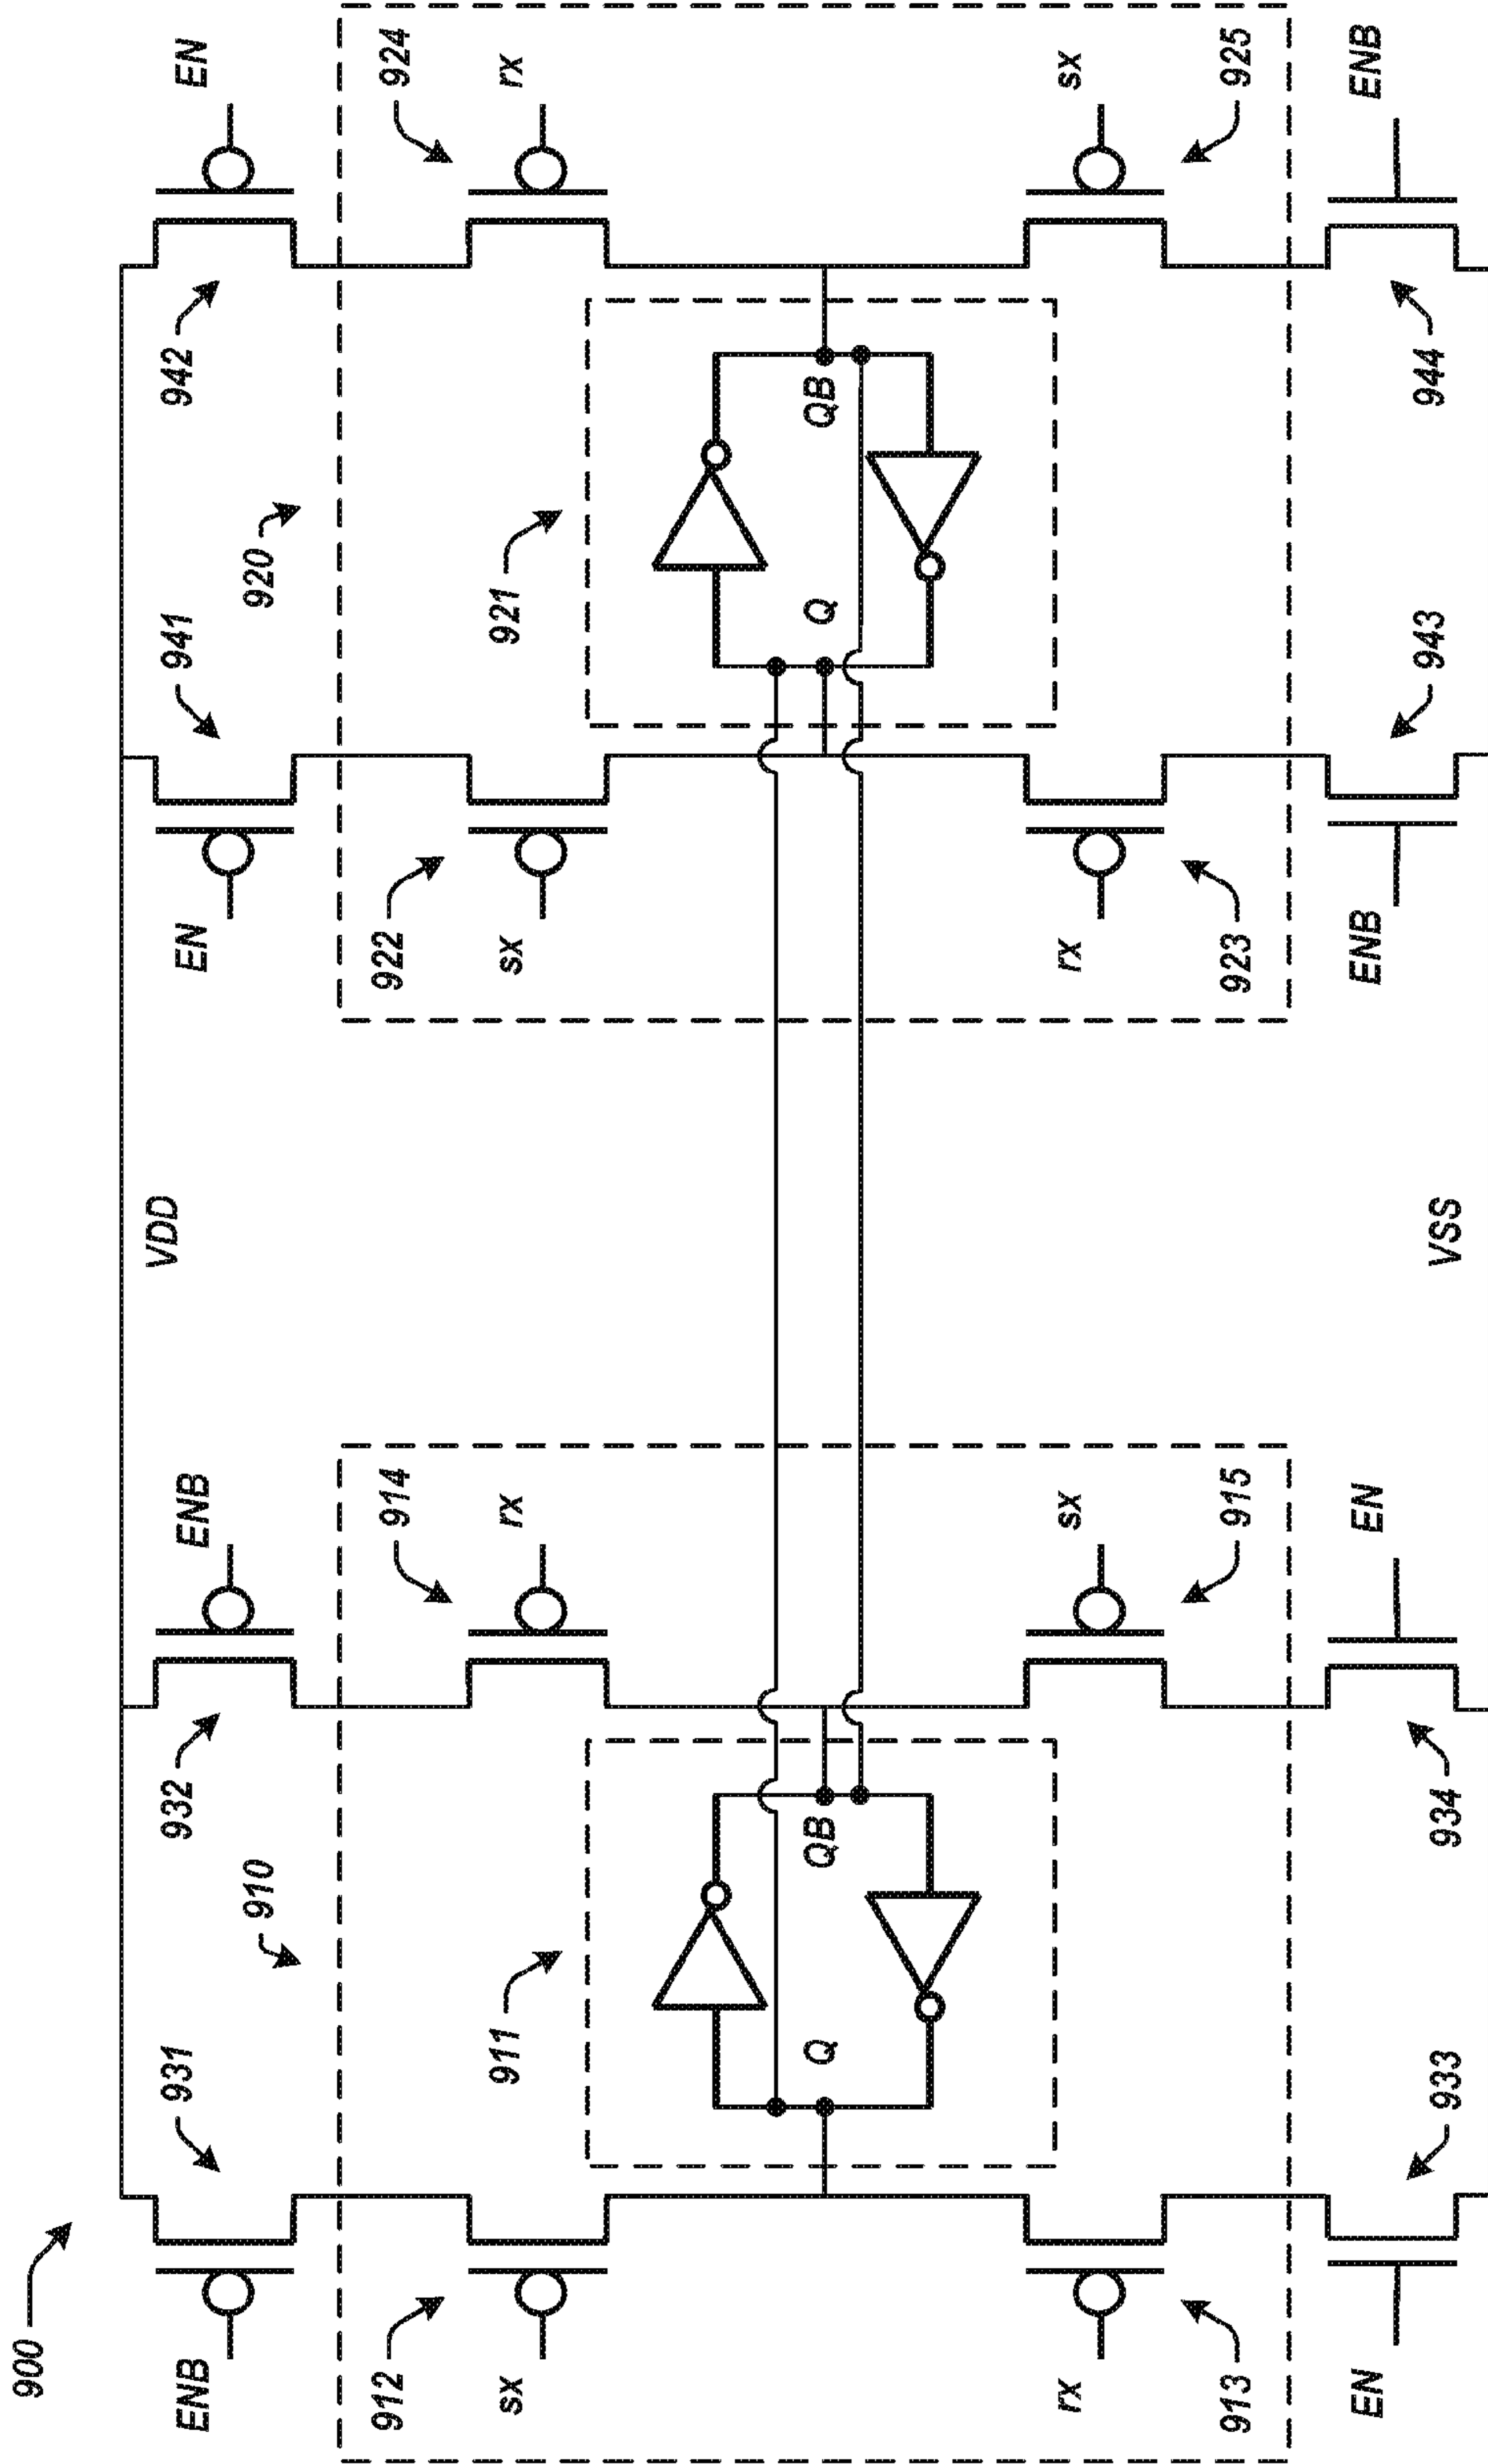 900
ENB
931
932
ENB
VDD
EN
941
942
EN
910
920
912
914
922
924
sx
911
rx
sx
921
rx
Q
QB
Q
QB
rx
sx
rx
sx
913
915
923
925
EN
EN
ENB
ENB
933
934
VSS
943
944